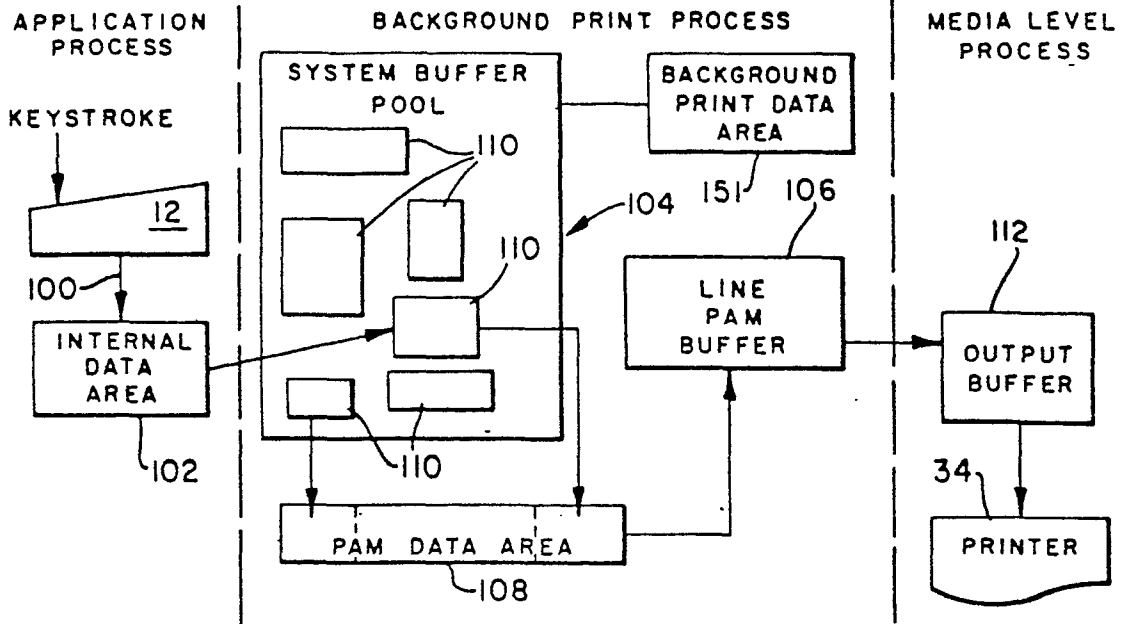 APPLICATION
PROCESS
BACKGROUND PRINT PROCESS
MEDIA LEVEL
PROCESS
KEYSTROKE
12
100
INTERNAL
DATA
AREA
102
SYSTEM BUFFER
POOL
110
110
110
104
BACKGROUND
PRINT DATA
AREA
151
106
LINE
PAM
BUFFER
PAM DATA AREA
108
112
OUTPUT
BUFFER
34
PRINTER